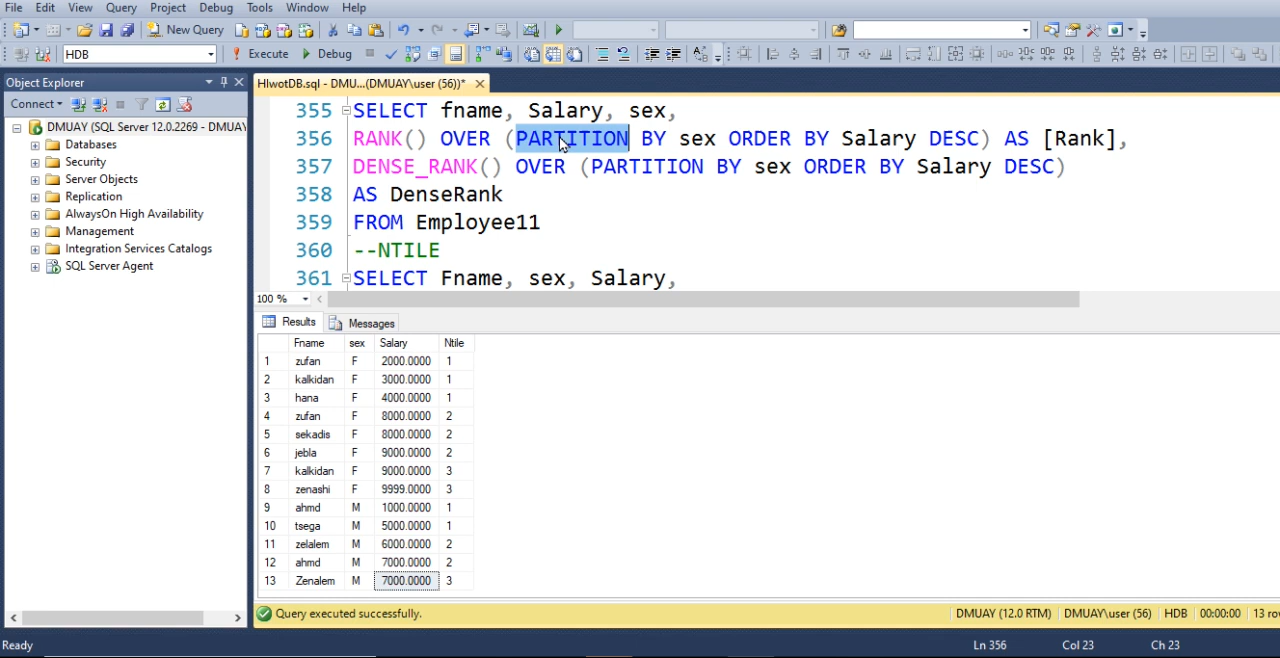 File Edit View Query Project Debug Tools Window Help
New Query
HDB Execute Debug
Object Explorer
Connect
DMUAY (SQL Server 12.0.2269 - DMUAY
Databases
Security
Server Objects
Replication
AlwaysOn High Availability
Management
Integration Services Catalogs
SQL Server Agent
HIwotDB.sql - DMU...(DMUAY\user (56))*
355 SELECT fname, Salary, sex,
356 RANK() OVER (PARTITION BY sex ORDER BY Salary DESC) AS [Rank],
357 DENSE_RANK() OVER (PARTITION BY sex ORDER BY Salary DESC)
358 AS DenseRank
359 FROM Employee11
360 --NTILE
361 SELECT Fname, sex, Salary,
100 %
Results Messages
Fname sex Salary Ntile
1 zufan F 2000.0000 1
2 kalkidan F 3000.0000 1
3 hana F 4000.0000 1
4 zufan F 8000.0000 2
5 sekadis F 8000.0000 2
6 jebla F 9000.0000 2
7 kalkidan F 9000.0000 3
8 zenashi F 9999.0000 3
9 ahmd M 1000.0000 1
10 tsega M 5000.0000 1
11 zelalem M 6000.0000 2
12 ahmd M 7000.0000 2
13 Zenalem M 7000.0000 3
Query executed successfully. DMUAY (12.0 RTM) DMUAY\user (56) HDB 00:00:00 13 ro
Ready Ln 356 Col 23 Ch 23